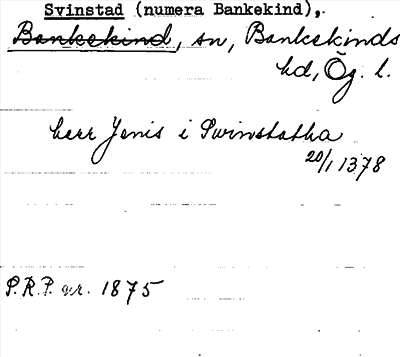 Svinstad (numera Bankekind),
Bankekind, sn, Bankekinds
hd, Ög. l.
herr Jenis i Swinstatha
20/1 1378
P.R.P. nr. 1875